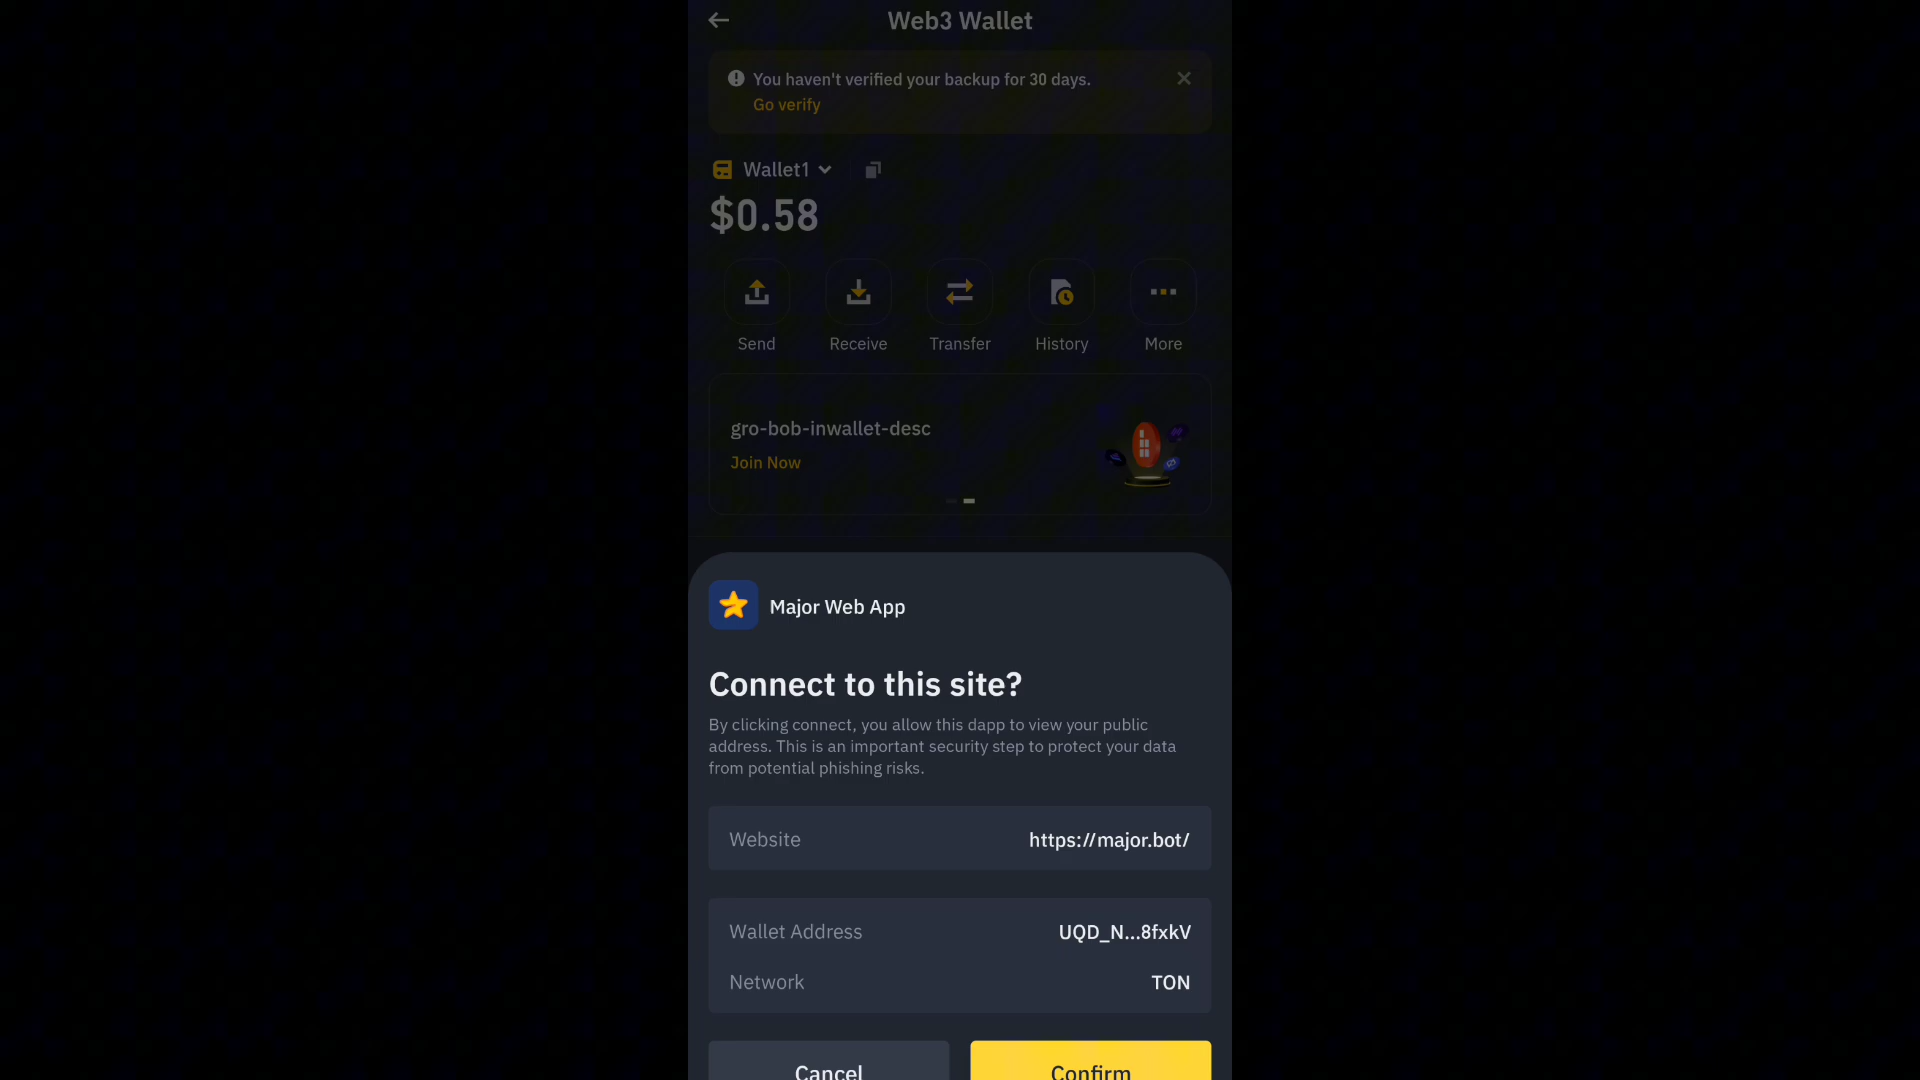 Web3 Wallet
You haven't verified your backup for 30 days.
Go verify
Wallet1
$0.58
Send
Receive
Transfer
History
More
gro-bob-inwallet-desc
Join Now
Major Web App
Connect to this site?
By clicking connect, you allow this dapp to view your public
address. This is an important security step to protect your data
from potential phishing risks.
Website
https://major.bot/
Wallet Address
UQD_N...8fxkV
Network
TON
Cancel
Confirm